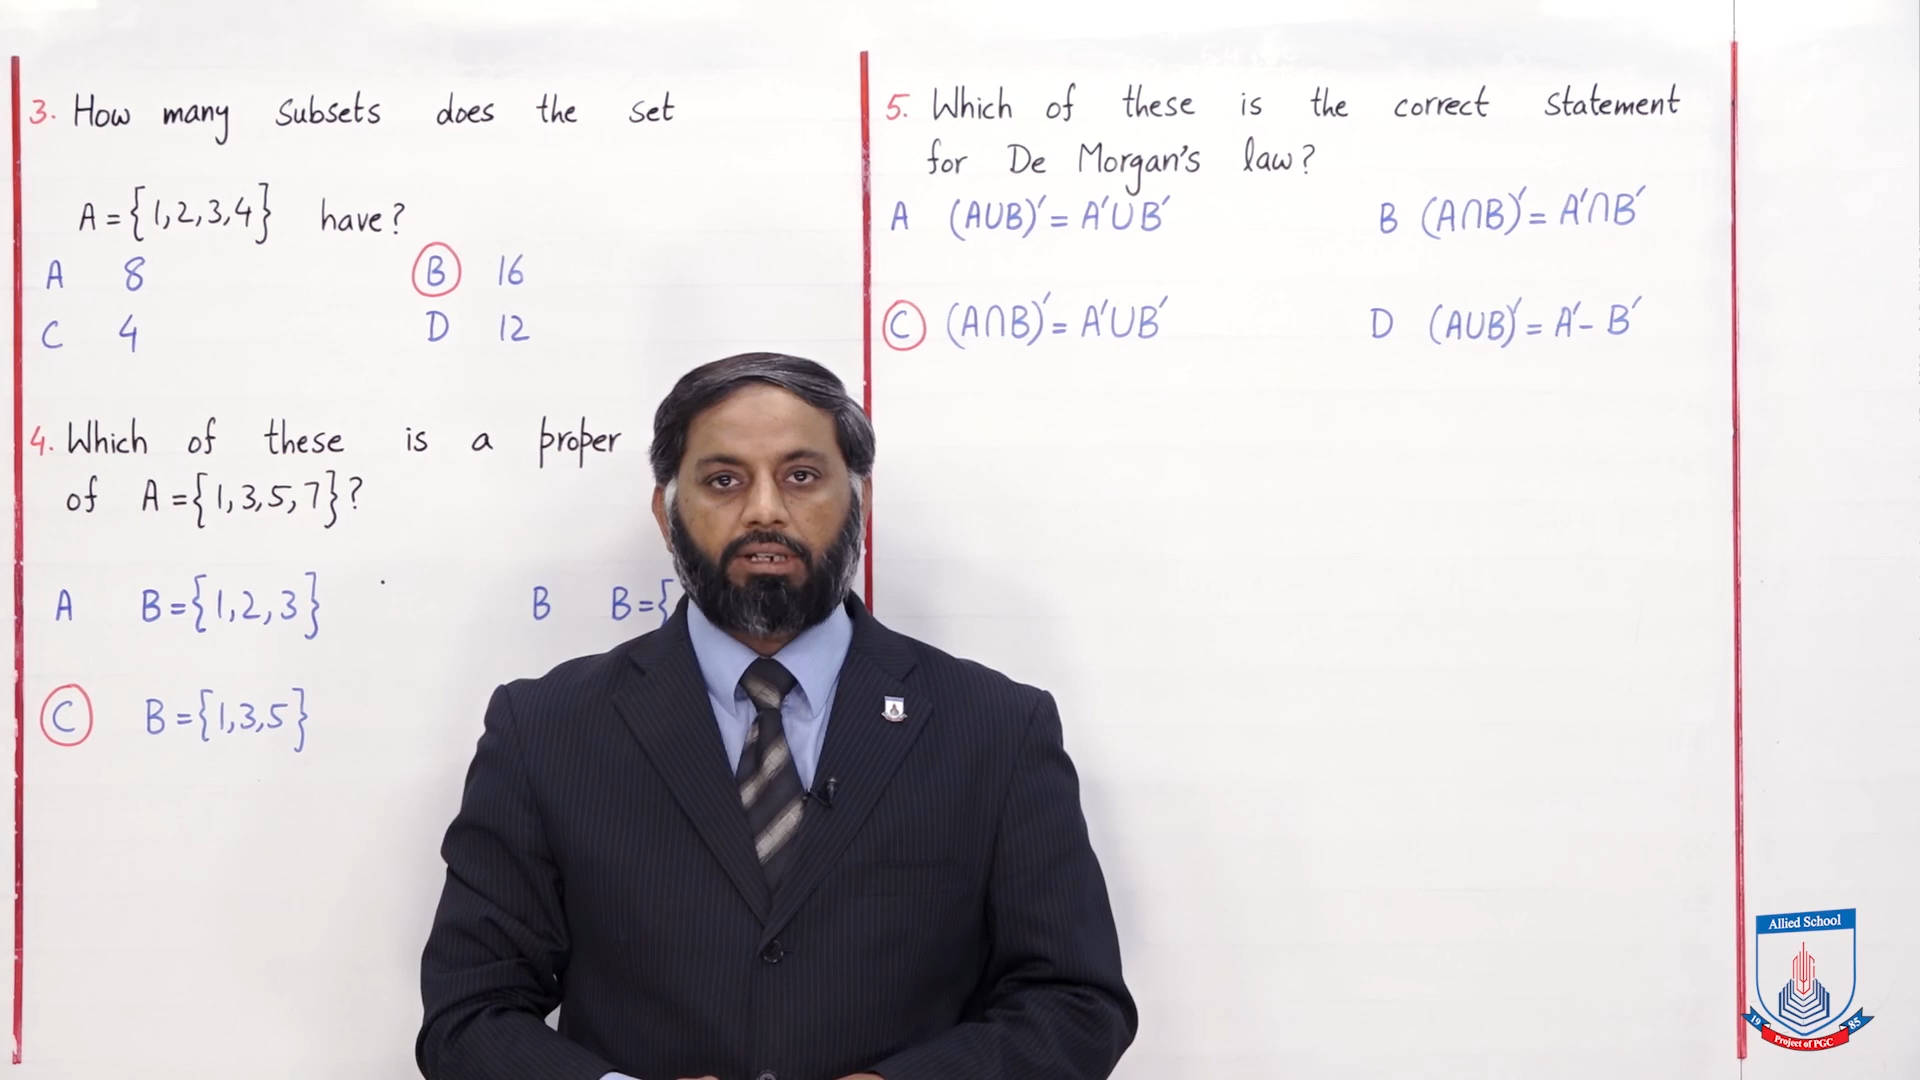 3. How many Subsets does the set
A = {1,2,3,4} have?
A 8 B 16
C 4 D 12
4. Which of these is a proper
of A = {1,3,5,7}?
A B = {1,2,3} B B = {
C B = {1,3,5}
5. Which of these is the correct Statement
for De Morgan's law?
A (A∪B)′ = A′∪B′ B (A∩B)′ = A′∩B′
C (A∩B)′ = A′∪B′ D (A∪B)′ = A′ - B′
Allied School
19 85
Project of PGC